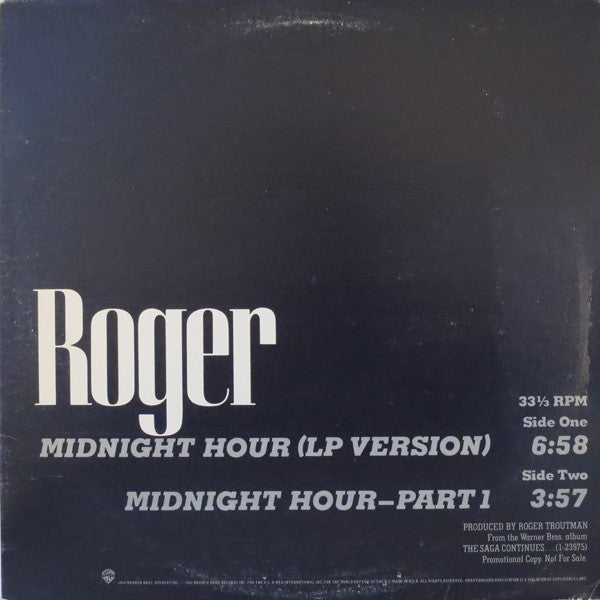 Roger
33⅓ RPM
Side One
MIDNIGHT HOUR (LP VERSION) 6:58
Side Two
MIDNIGHT HOUR–PART 1 3:57
PRODUCED BY ROGER TROUTMAN
From the Warner Bros. album
THE SAGA CONTINUES. . .(1-23975)
Promotional Copy. Not For Sale.